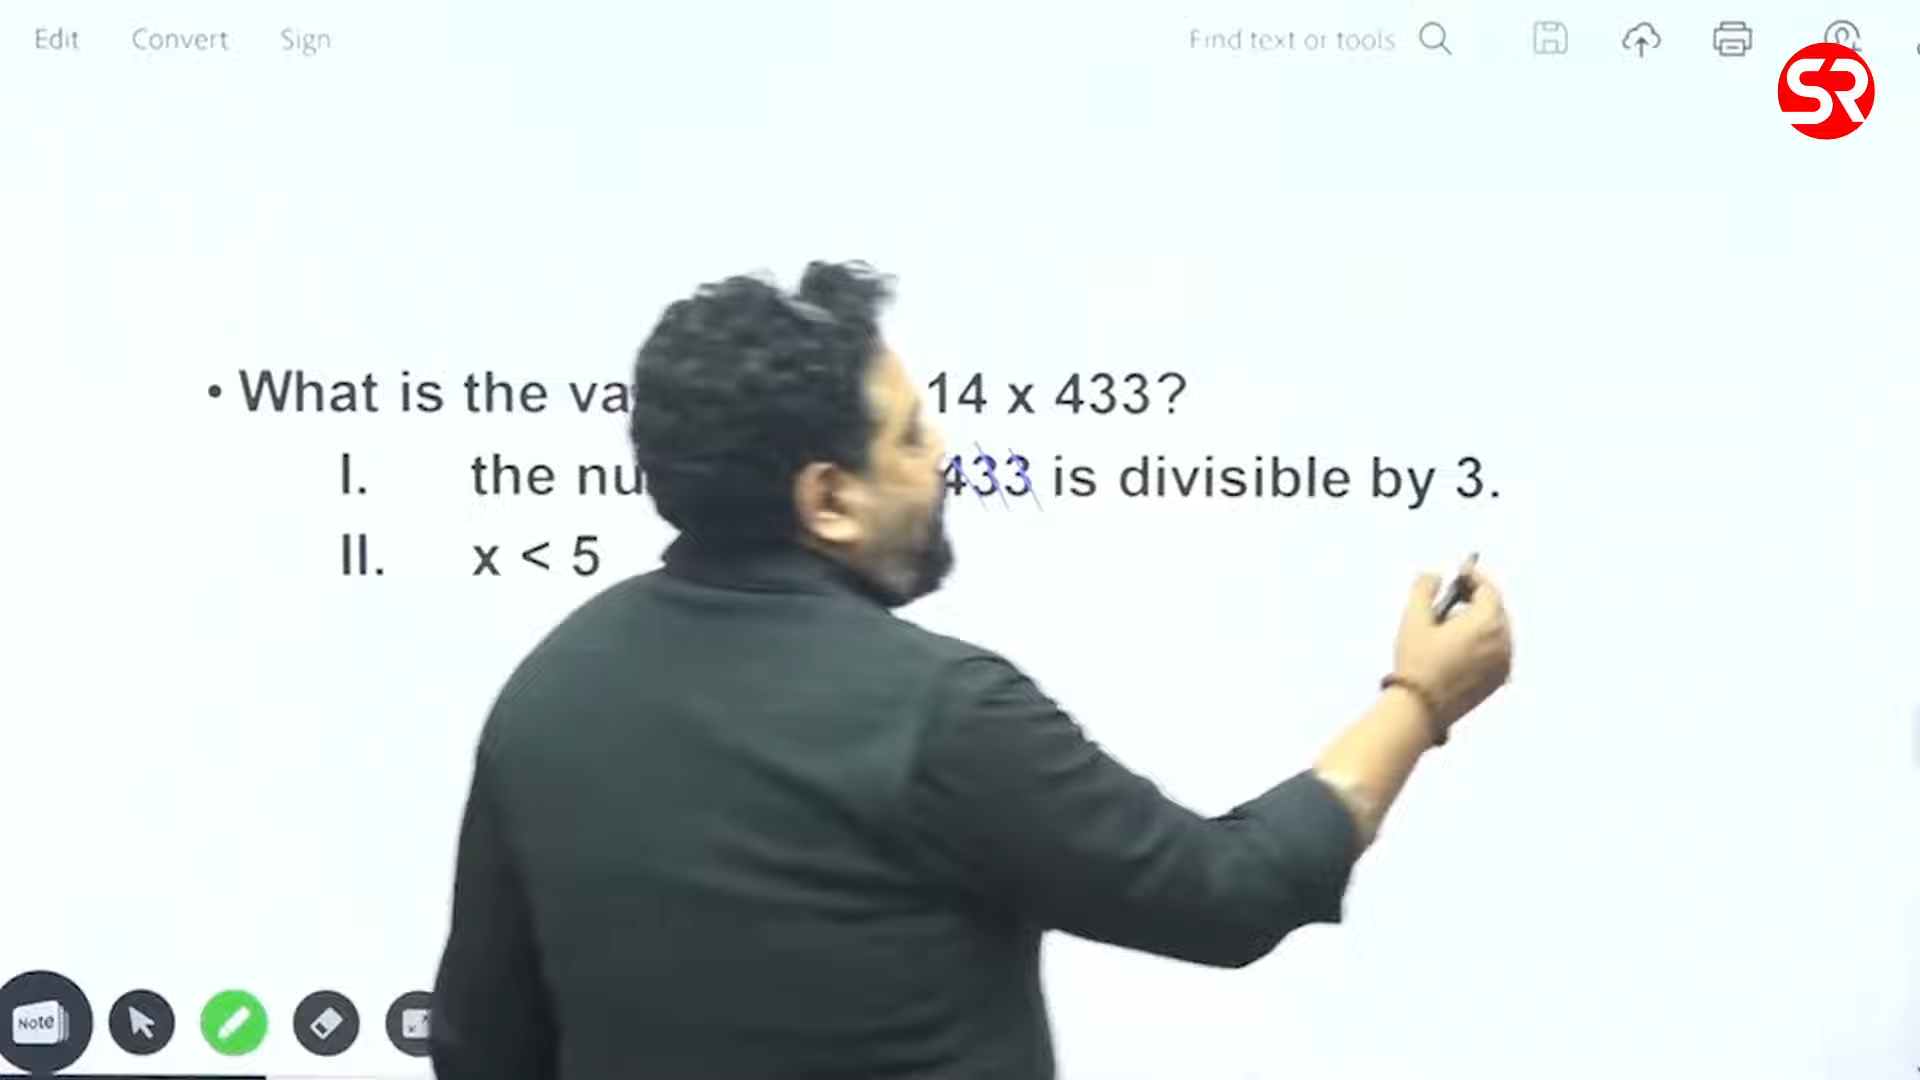 Edit Convert Sign Find text or tools
SR
• What is the va 14 x 433?
I. the nu 433 is divisible by 3.
II. x < 5
Note